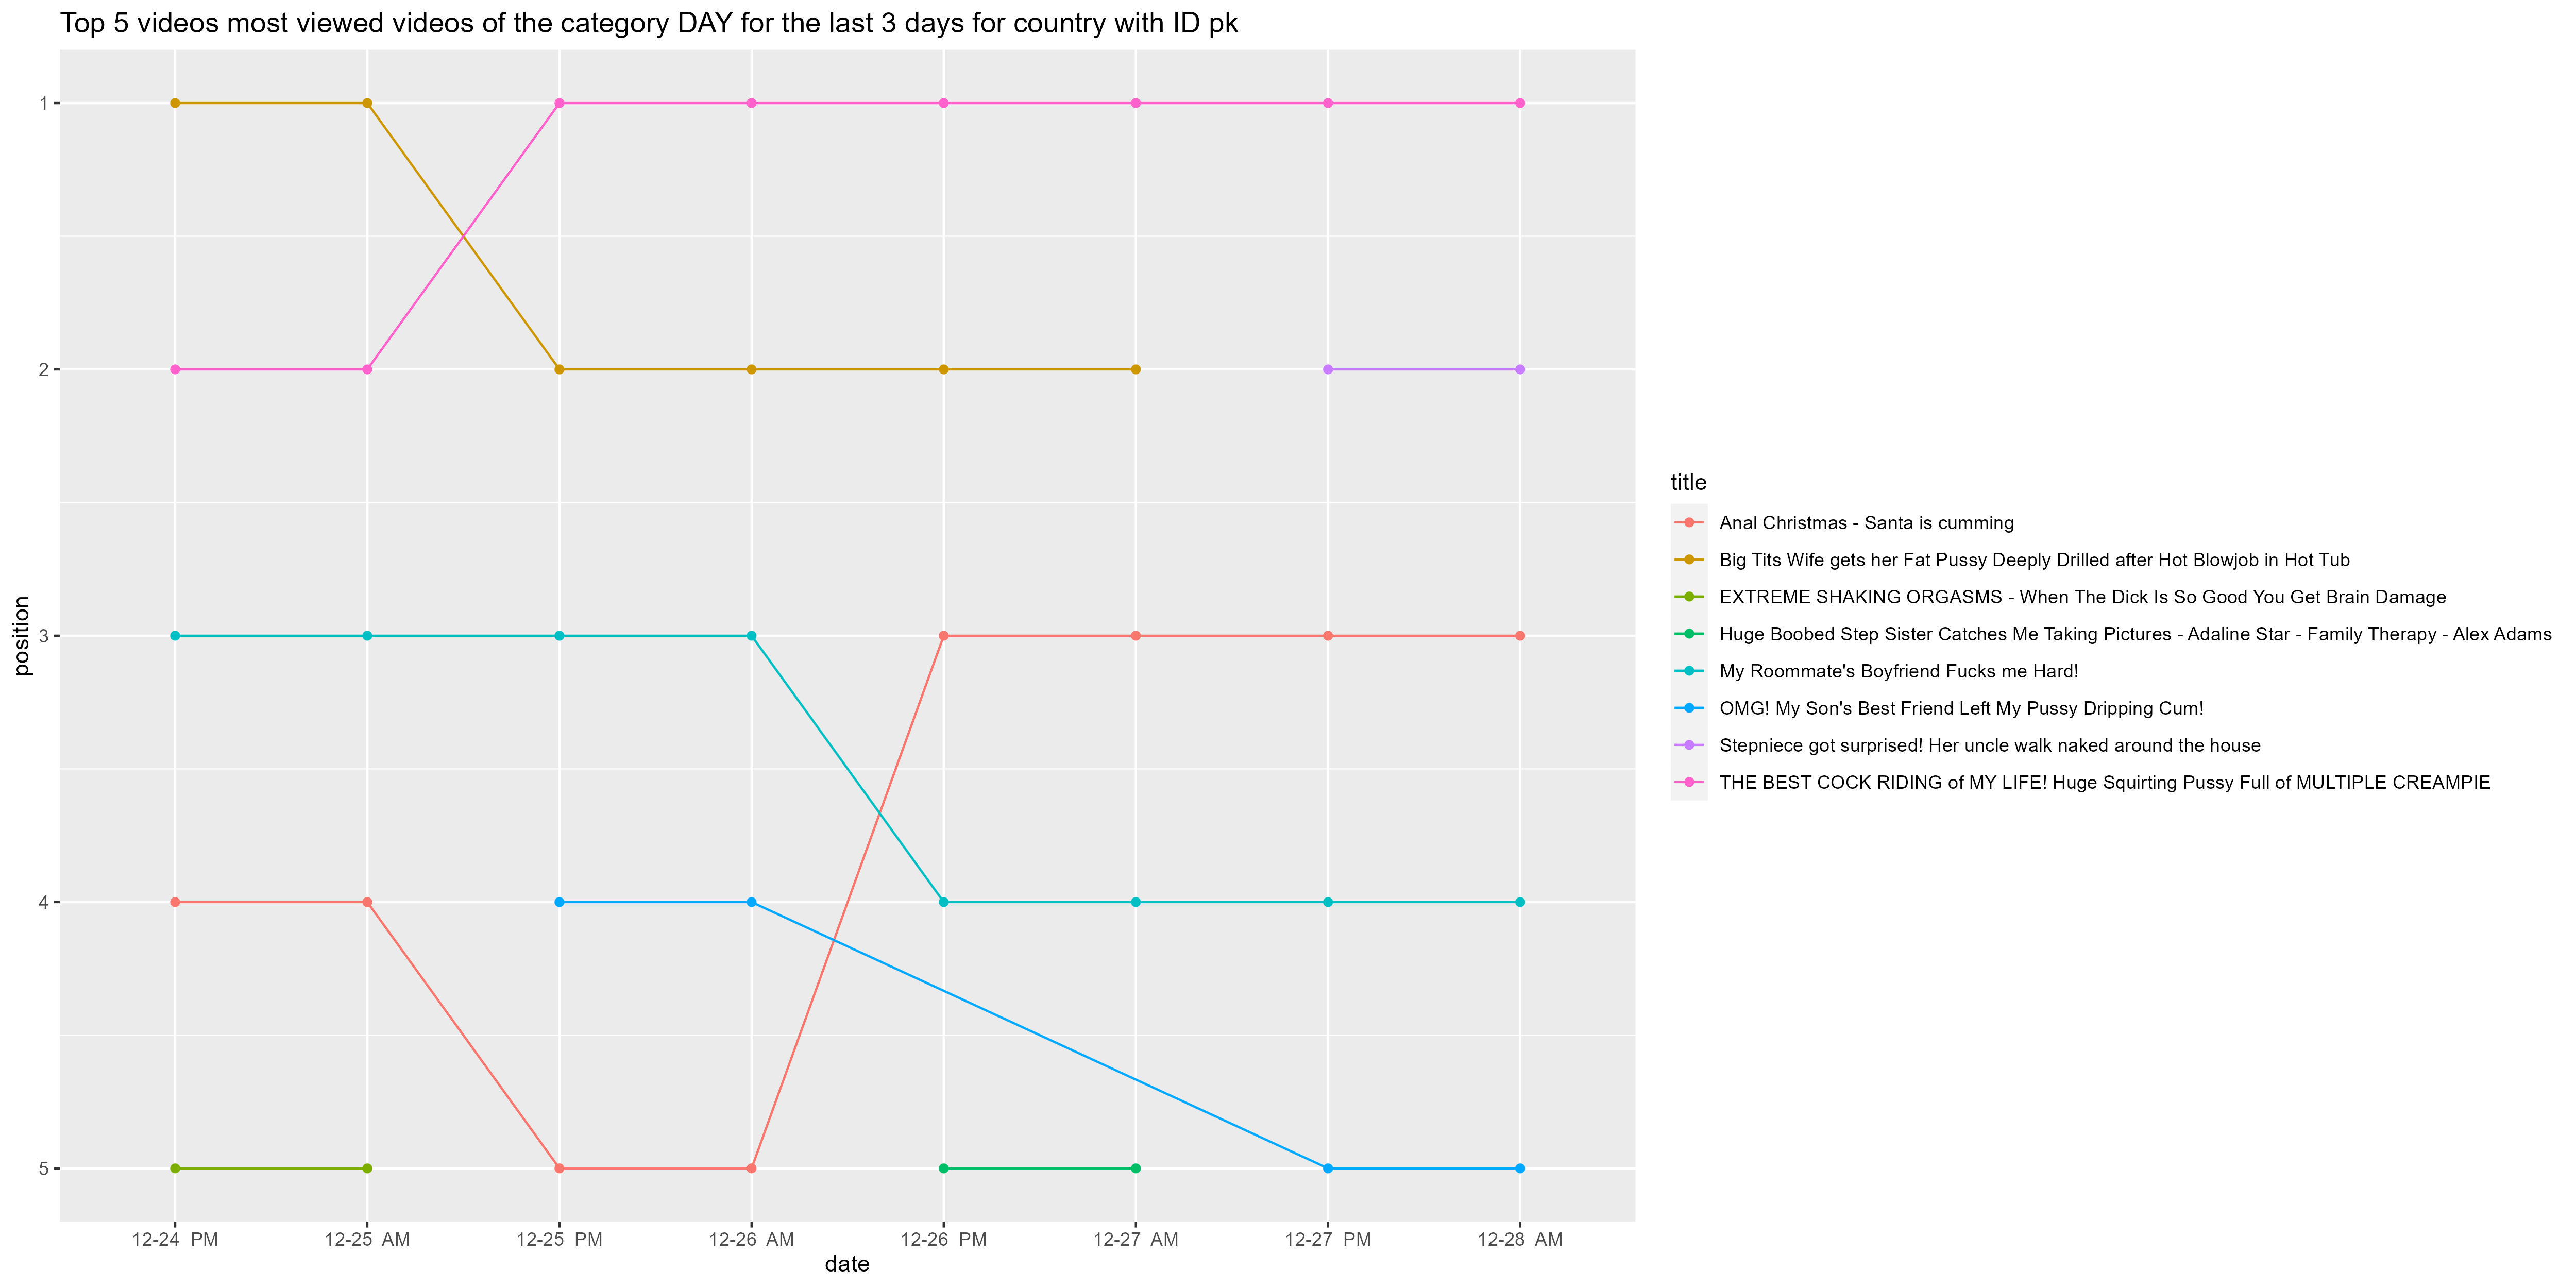 Top 5 videos most viewed videos of the category DAY for the last 3 days for country with ID pk
1
2
3
4
5
position
12-24 PM
12-25 AM
12-25 PM
12-26 AM
12-26 PM
12-27 AM
12-27 PM
12-28 AM
date
title
Anal Christmas - Santa is cumming
Big Tits Wife gets her Fat Pussy Deeply Drilled after Hot Blowjob in Hot Tub
EXTREME SHAKING ORGASMS - When The Dick Is So Good You Get Brain Damage
Huge Boobed Step Sister Catches Me Taking Pictures - Adaline Star - Family Therapy - Alex Adams
My Roommate's Boyfriend Fucks me Hard!
OMG! My Son's Best Friend Left My Pussy Dripping Cum!
Stepniece got surprised! Her uncle walk naked around the house
THE BEST COCK RIDING of MY LIFE! Huge Squirting Pussy Full of MULTIPLE CREAMPIE